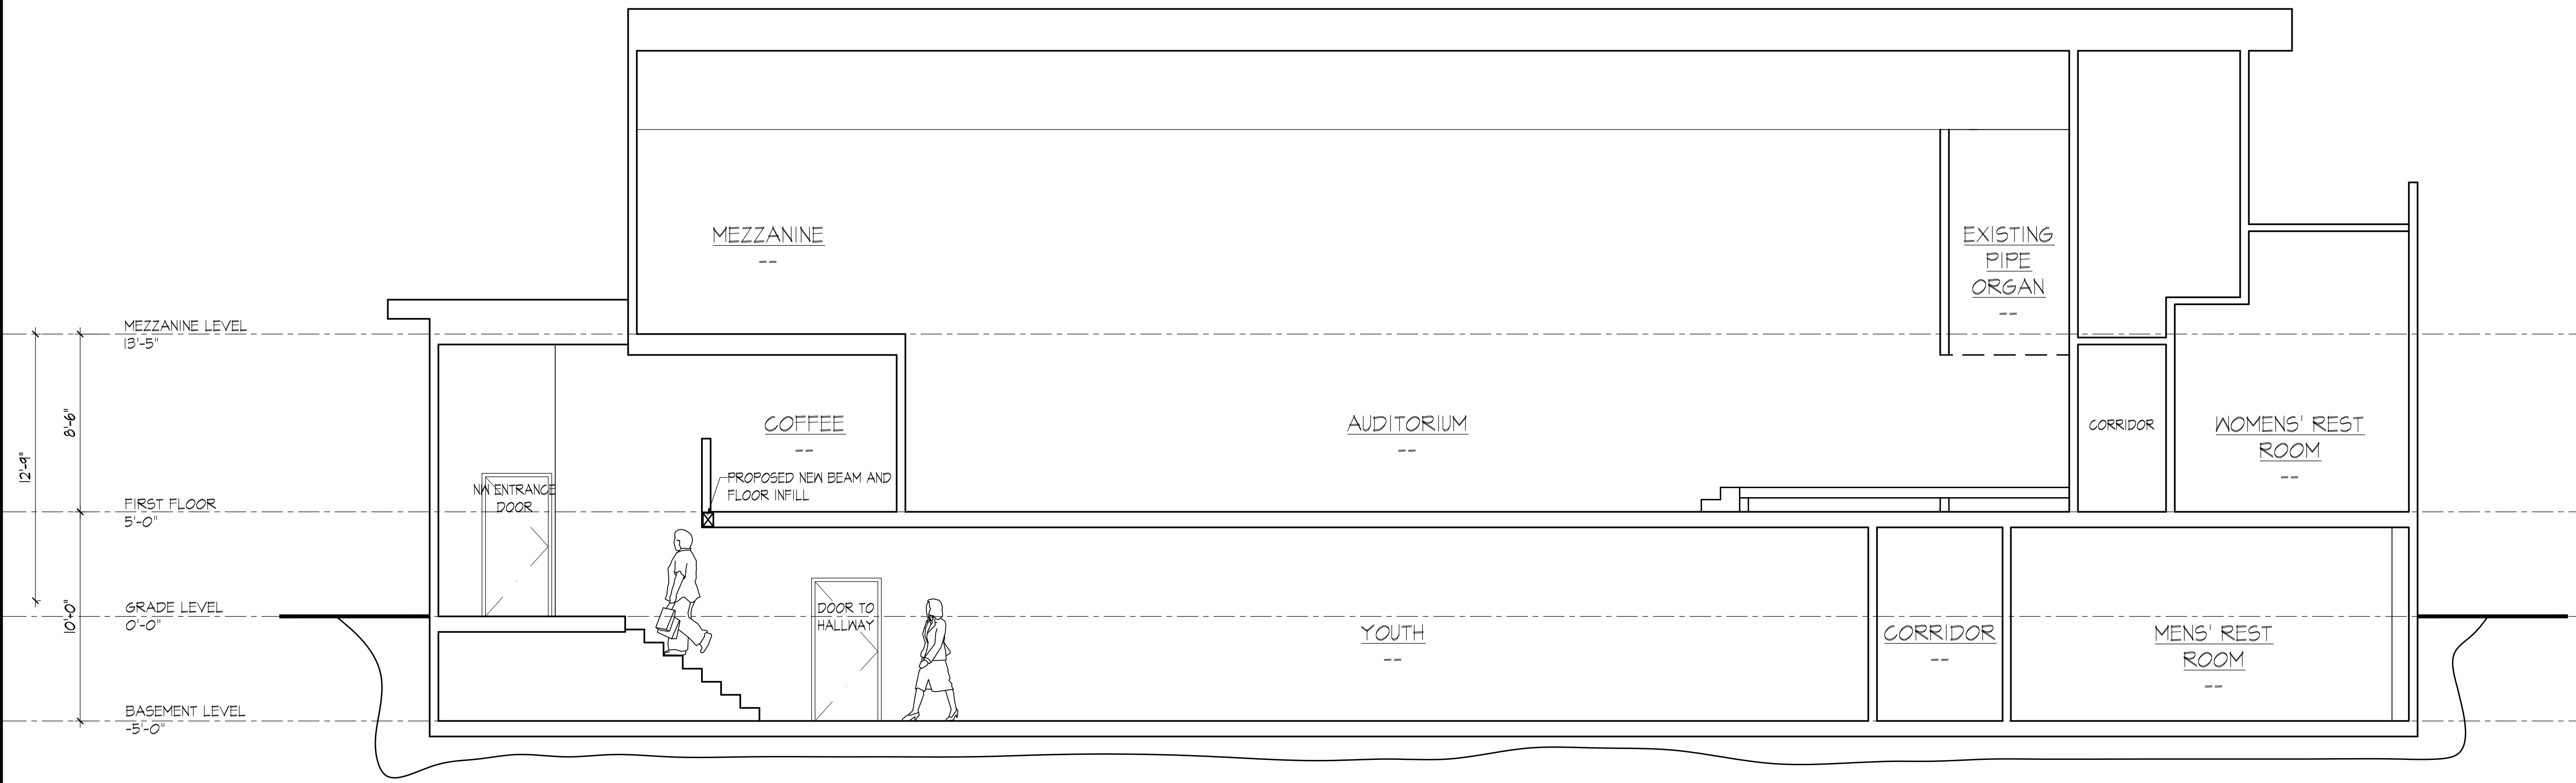 MEZZANINE
--
EXISTING
PIPE
ORGAN
--
MEZZANINE LEVEL
13'-5"
8'-6"
12'-9"
COFFEE
--
AUDITORIUM
--
CORRIDOR
WOMENS' REST
ROOM
--
PROPOSED NEW BEAM AND
FLOOR INFILL
NW ENTRANCE
DOOR
FIRST FLOOR
5'-0"
10'-0"
GRADE LEVEL
0'-0"
DOOR TO
HALLWAY
YOUTH
--
CORRIDOR
--
MENS' REST
ROOM
--
BASEMENT LEVEL
-5'-0"